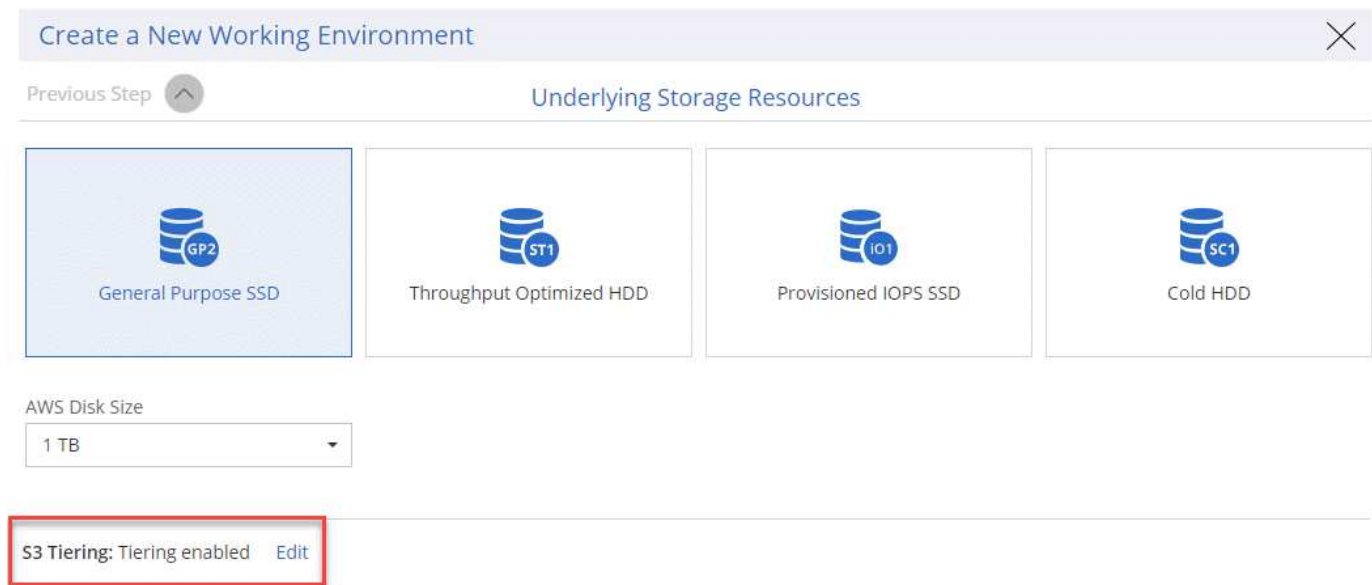 Create a New Working Environment
Previous Step
Underlying Storage Resources
GP2
ST1
iO1
SC1
General Purpose SSD
Throughput Optimized HDD
Provisioned IOPS SSD
Cold HDD
AWS Disk Size
1 TB
S3 Tiering: Tiering enabled Edit